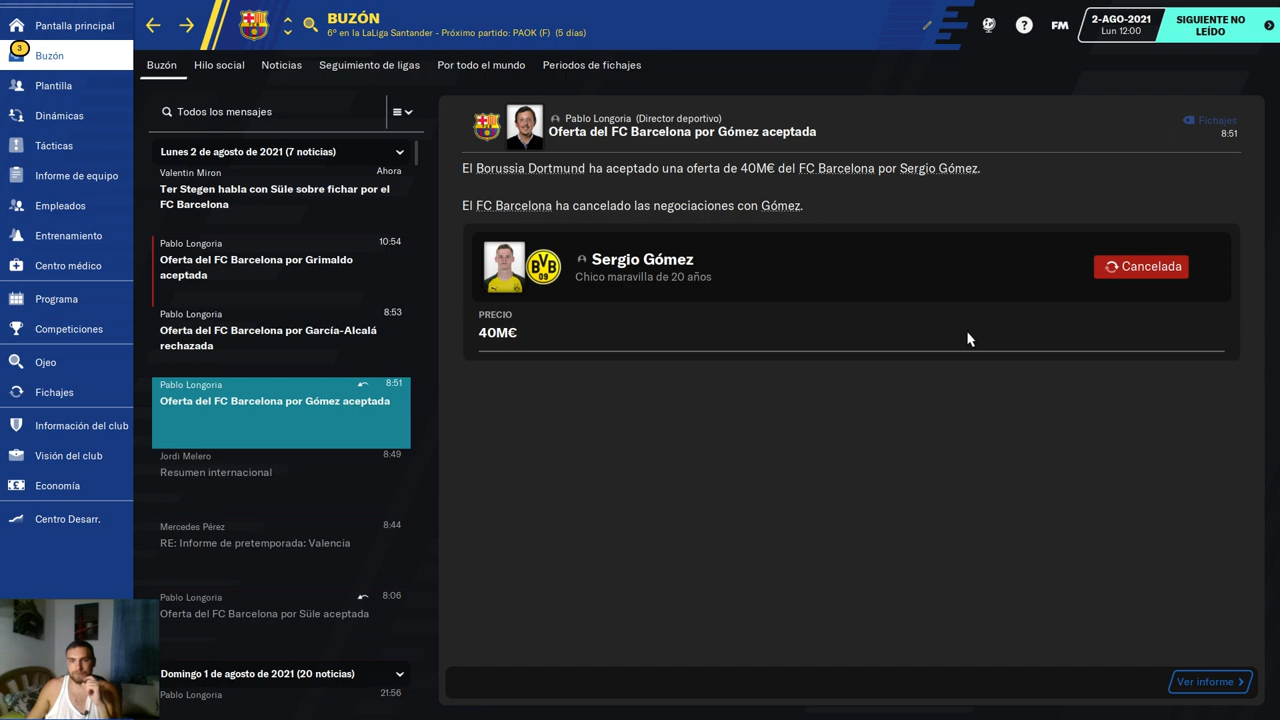 Pantalla principal
3
Buzón
Plantilla
Dinámicas
Tácticas
Informe de equipo
Empleados
Entrenamiento
Centro médico
Programa
Competiciones
Ojeo
Fichajes
Información del club
Visión del club
Economía
Centro Desarr.
BUZÓN
6º en la LaLiga Santander - Próximo partido: PAOK (F) (5 días)
FM
2-AGO-2021
Lun 12:00
SIGUIENTE NO
LEÍDO
Buzón
Hilo social
Noticias
Seguimiento de ligas
Por todo el mundo
Periodos de fichajes
Todos los mensajes
Lunes 2 de agosto de 2021 (7 noticias)
Valentin Miron Ahora
Ter Stegen habla con Süle sobre fichar por el
FC Barcelona
Pablo Longoria 10:54
Oferta del FC Barcelona por Grimaldo
aceptada
Pablo Longoria 8:53
Oferta del FC Barcelona por García-Alcalá
rechazada
Pablo Longoria 8:51
Oferta del FC Barcelona por Gómez aceptada
Jordi Melero 8:49
Resumen internacional
Mercedes Pérez 8:44
RE: Informe de pretemporada: Valencia
Pablo Longoria 8:06
Oferta del FC Barcelona por Süle aceptada
Domingo 1 de agosto de 2021 (20 noticias)
Pablo Longoria 21:56
Pablo Longoria (Director deportivo)
Oferta del FC Barcelona por Gómez aceptada
Fichajes
8:51
El Borussia Dortmund ha aceptado una oferta de 40M€ del FC Barcelona por Sergio Gómez.
El FC Barcelona ha cancelado las negociaciones con Gómez.
BVB
09
Sergio Gómez
Chico maravilla de 20 años
Cancelada
PRECIO
40M€
Ver informe